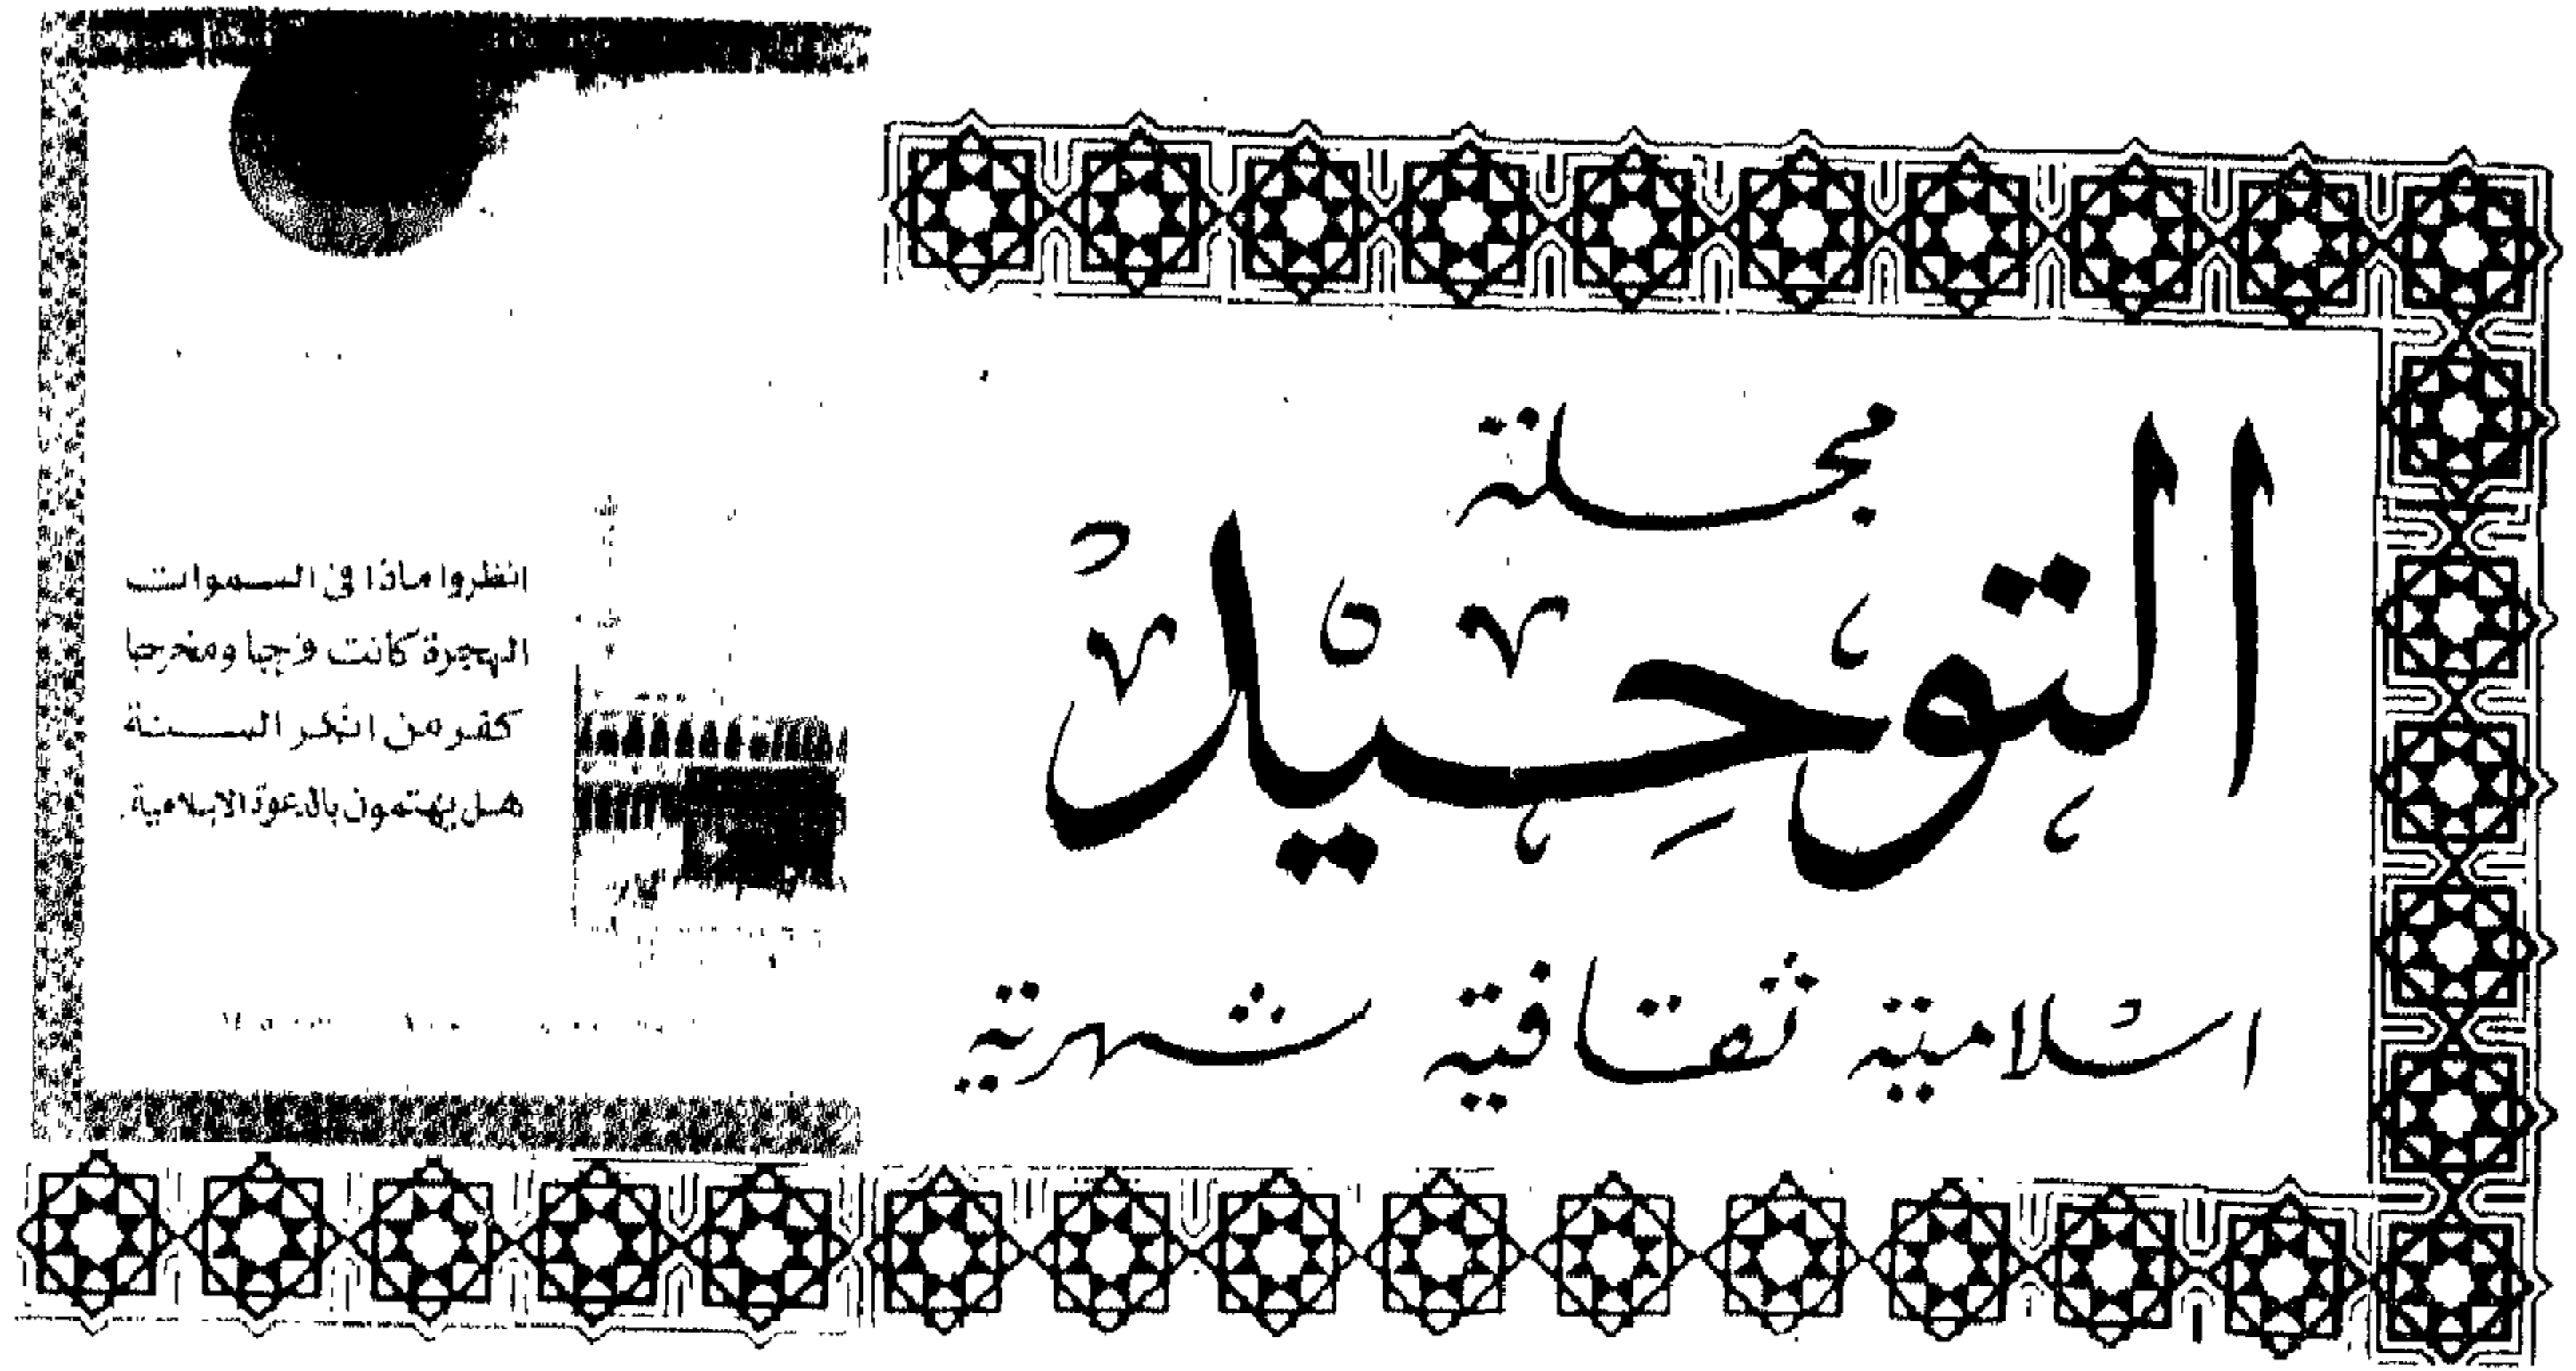 مجلة
التوحيد
اسلامية ثقافية شهرية
انظروا ماذا في السموات
الهجرة كانت فرجا ومخرجا
كفر من انكر السنة
هل يهتمون بالدعوة الاسلامية